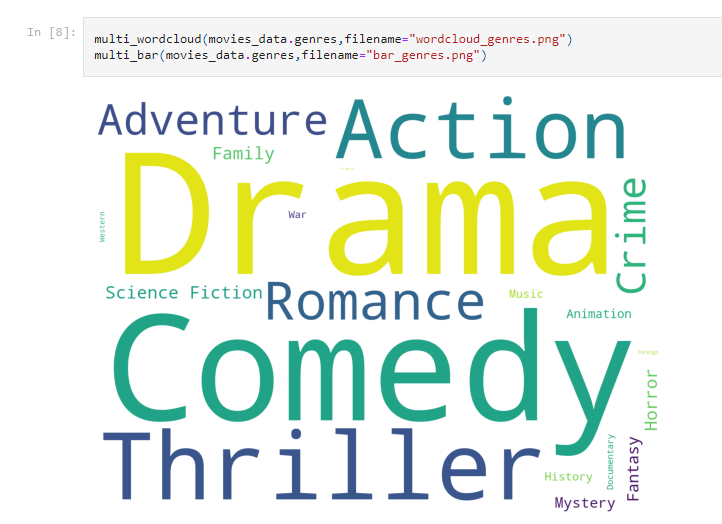 In [8]:
multi_wordcloud(movies_data.genres,filename="wordcloud_genres.png")
multi_bar(movies_data.genres,filename="bar_genres.png")
Adventure
Action
Family
Drama
War
Western
Crime
Science Fiction
Romance
Music
Animation
Comedy
Foreign
Horror
Thriller
Documentary
Fantasy
History
Mystery